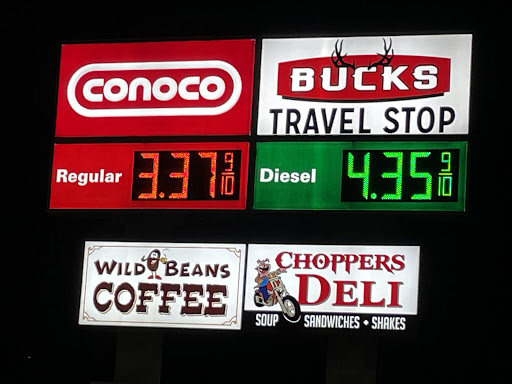 CONOCO
BUCKS
TRAVEL STOP
Regular 3.37 9/10
Diesel 4.35 9/10
WILD BEANS
COFFEE
CHOPPERS
DELI
SOUP SANDWICHES • SHAKES